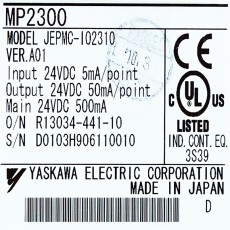 MP2300
MODEL JEPMC-IO2310
VER.A01
Input 24VDC 5mA/point
Output 24VDC 50mA/point
Main 24VDC 500mA
O/N R13034-441-10
S/N D0103H906110010
CE
C UL US
LISTED
IND. CONT. EQ.
3S39
YASKAWA ELECTRIC CORPORATION
MADE IN JAPAN
D